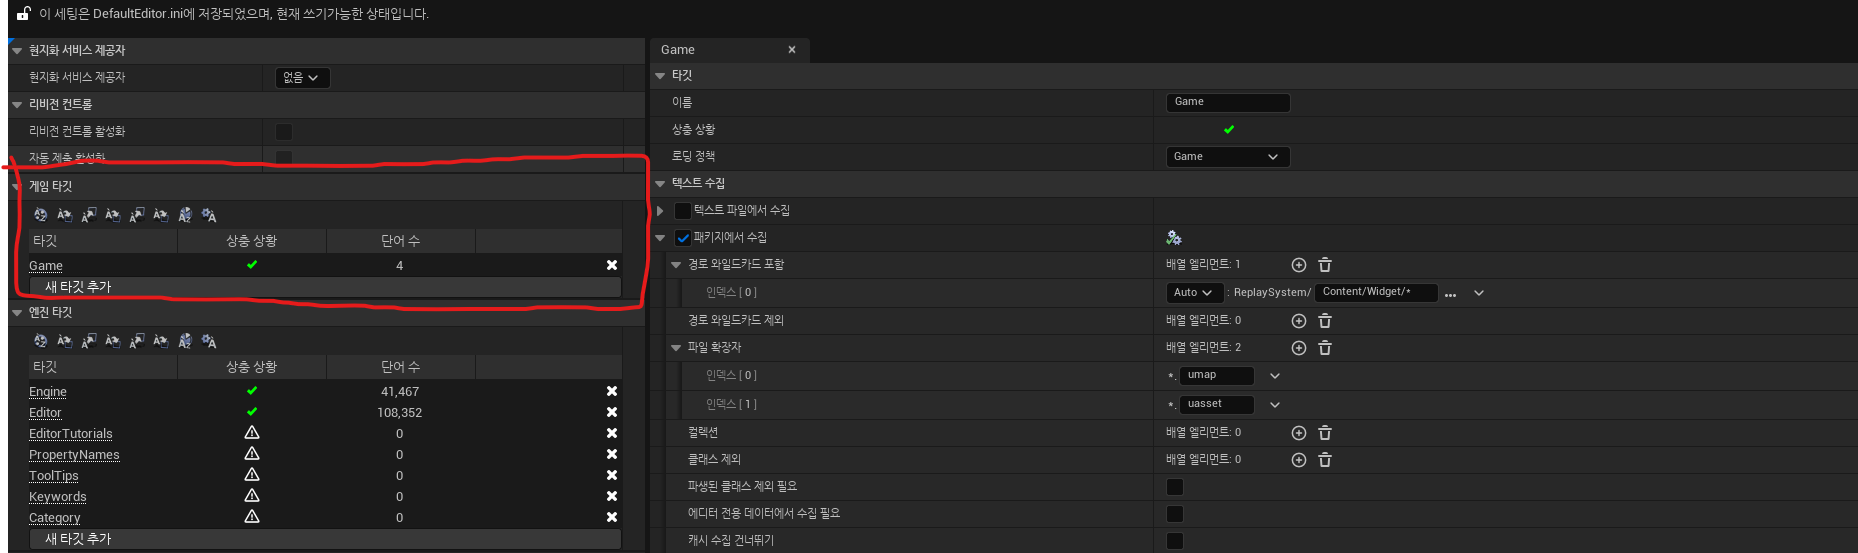 이 세팅은 DefaultEditor.ini에 저장되었으며, 현재 쓰기가능한 상태입니다.
현지화 서비스 제공자
현지화 서비스 제공자 없음
리비전 컨트롤
리비전 컨트롤 활성화
자동 제출 활성화
게임 타깃
타깃 상충 상황 단어 수
Game 4
새 타깃 추가
엔진 타깃
타깃 상충 상황 단어 수
Engine 41,467
Editor 108,352
EditorTutorials 0
PropertyNames 0
ToolTips 0
Keywords 0
Category 0
새 타깃 추가
Game
타깃
이름 Game
상충 상황
로딩 정책 Game
텍스트 수집
텍스트 파일에서 수집
패키지에서 수집
경로 와일드카드 포함 배열 엘리먼트: 1
인덱스 [ 0 ] Auto : ReplaySystem/ Content/Widget/* ...
경로 와일드카드 제외 배열 엘리먼트: 0
파일 확장자 배열 엘리먼트: 2
인덱스 [ 0 ] *. umap
인덱스 [ 1 ] *. uasset
컬렉션 배열 엘리먼트: 0
클래스 제외 배열 엘리먼트: 0
파생된 클래스 제외 필요
에디터 전용 데이터에서 수집 필요
캐시 수집 건너뛰기